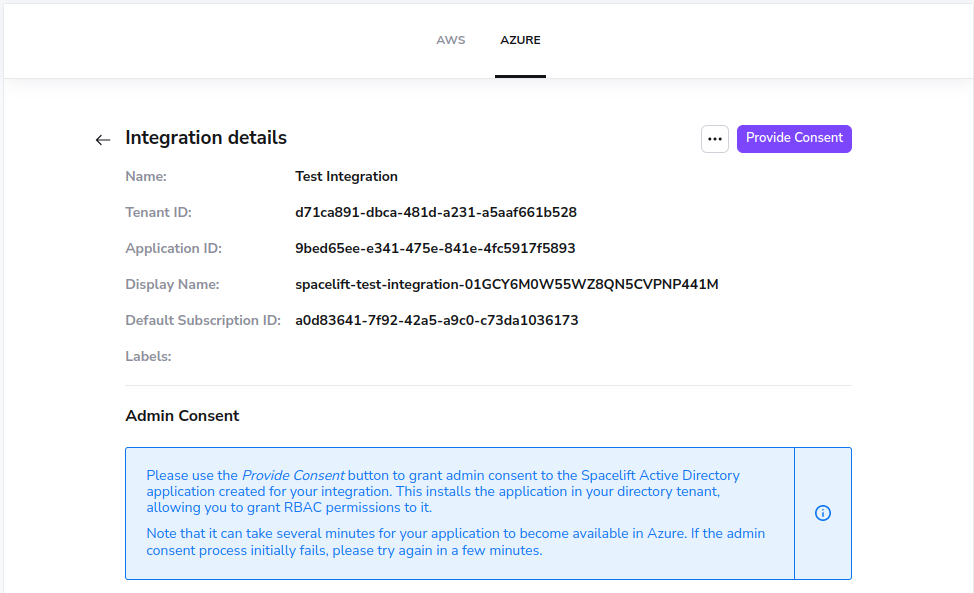 AWS
AZURE
Integration details
Provide Consent
Name: Test Integration
Tenant ID: d71ca891-dbca-481d-a231-a5aaf661b528
Application ID: 9bed65ee-e341-475e-841e-4fc5917f5893
Display Name: spacelift-test-integration-01GCY6M0W55WZ8QN5CVPNP441M
Default Subscription ID: a0d83641-7f92-42a5-a9c0-c73da1036173
Labels:
Admin Consent
Please use the Provide Consent button to grant admin consent to the Spacelift Active Directory
application created for your integration. This installs the application in your directory tenant,
allowing you to grant RBAC permissions to it.
Note that it can take several minutes for your application to become available in Azure. If the admin
consent process initially fails, please try again in a few minutes.